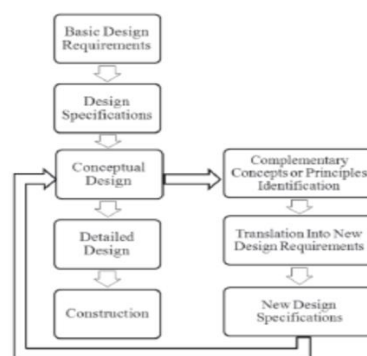 Basic Design
Requirements
Design
Specifications
Conceptual
Design
Complementary
Concepts or Principles
Identification
Detailed
Design
Translation Into New
Design Requirements
Construction
New Design
Specifications